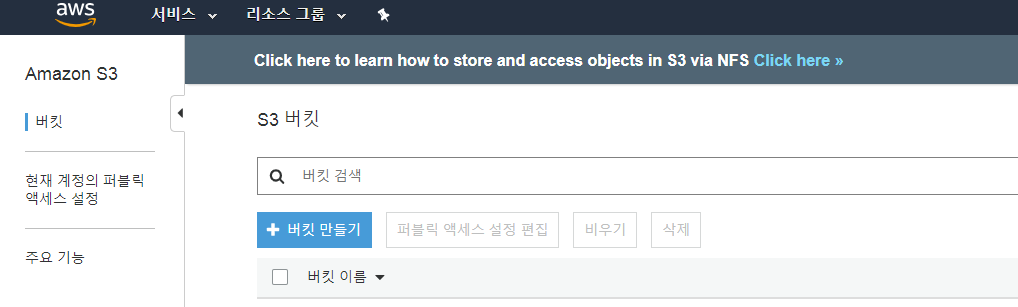 aws 서비스 리소스 그룹
Click here to learn how to store and access objects in S3 via NFS Click here »
Amazon S3
버킷
현재 계정의 퍼블릭
액세스 설정
주요 기능
S3 버킷
버킷 검색
+ 버킷 만들기 퍼블릭 액세스 설정 편집 비우기 삭제
버킷 이름